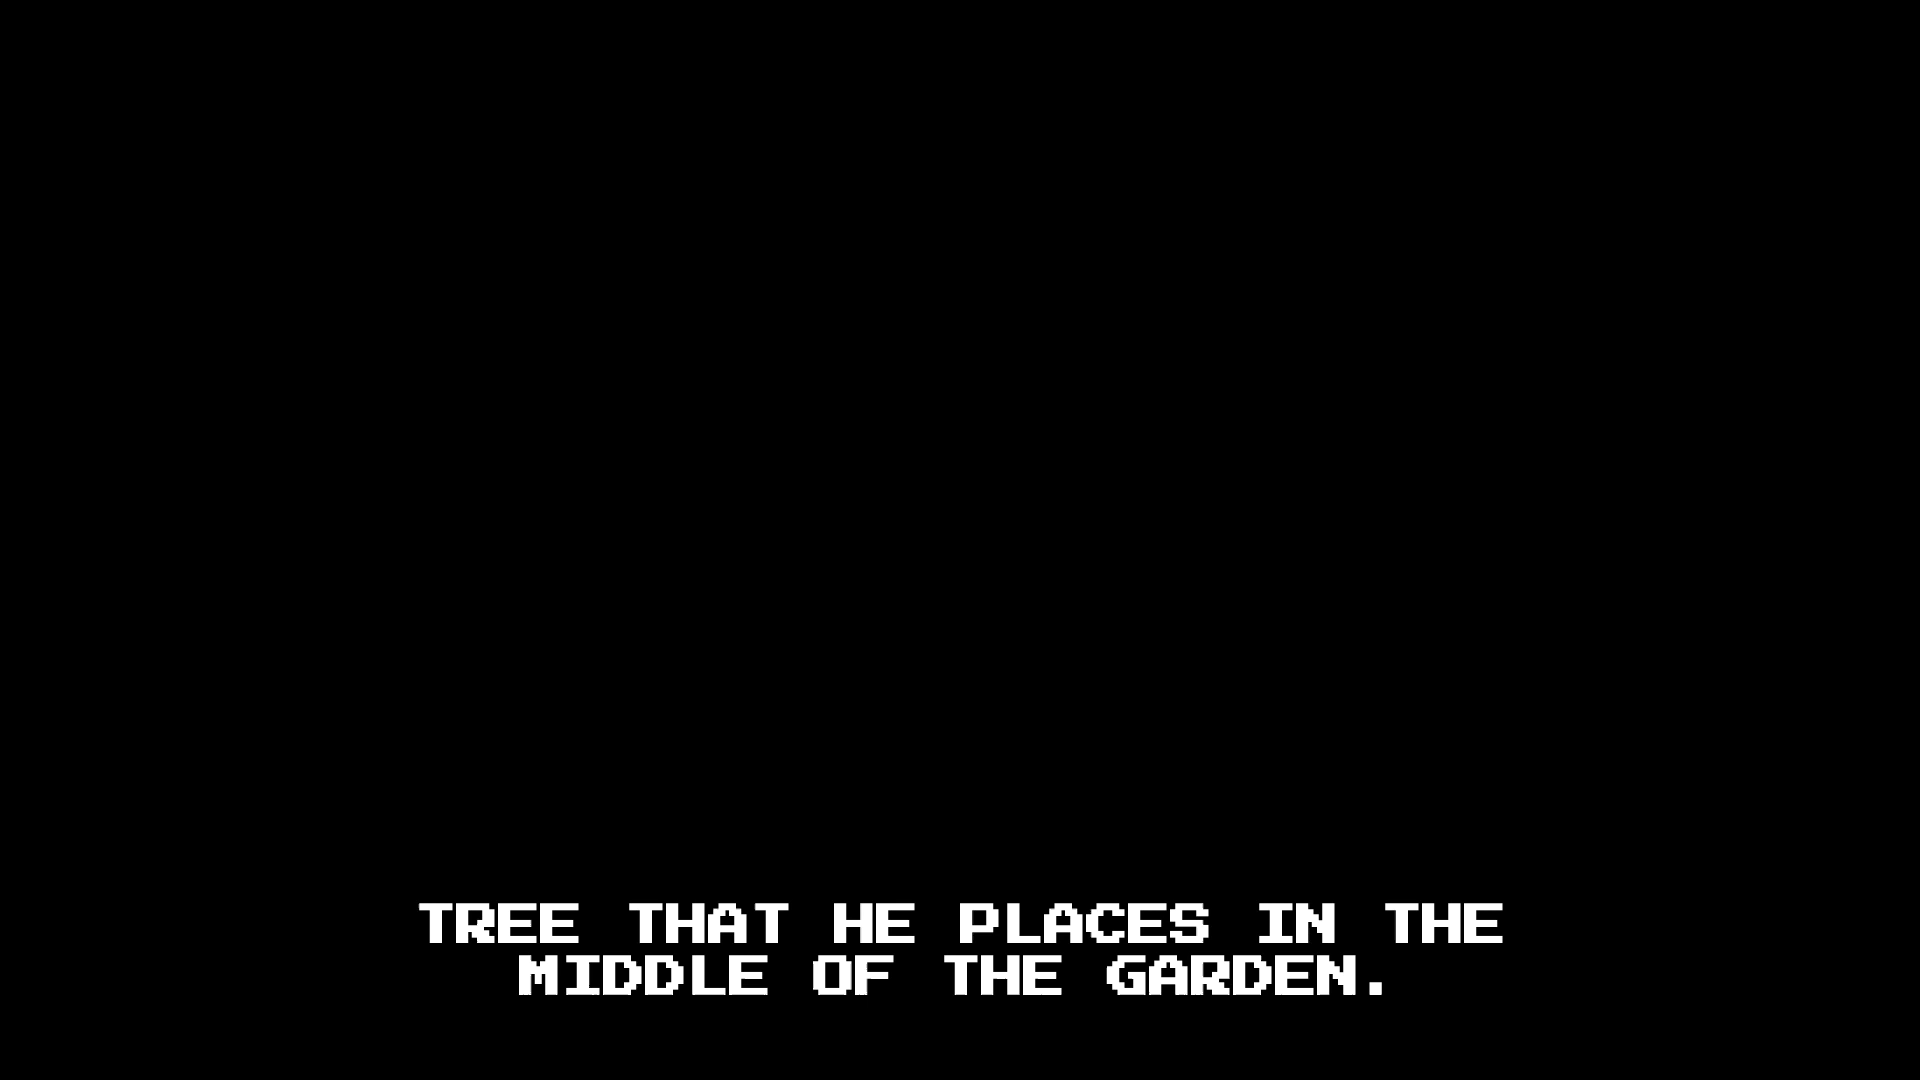 TREE THAT HE PLACES IN THE
MIDDLE OF THE GARDEN.